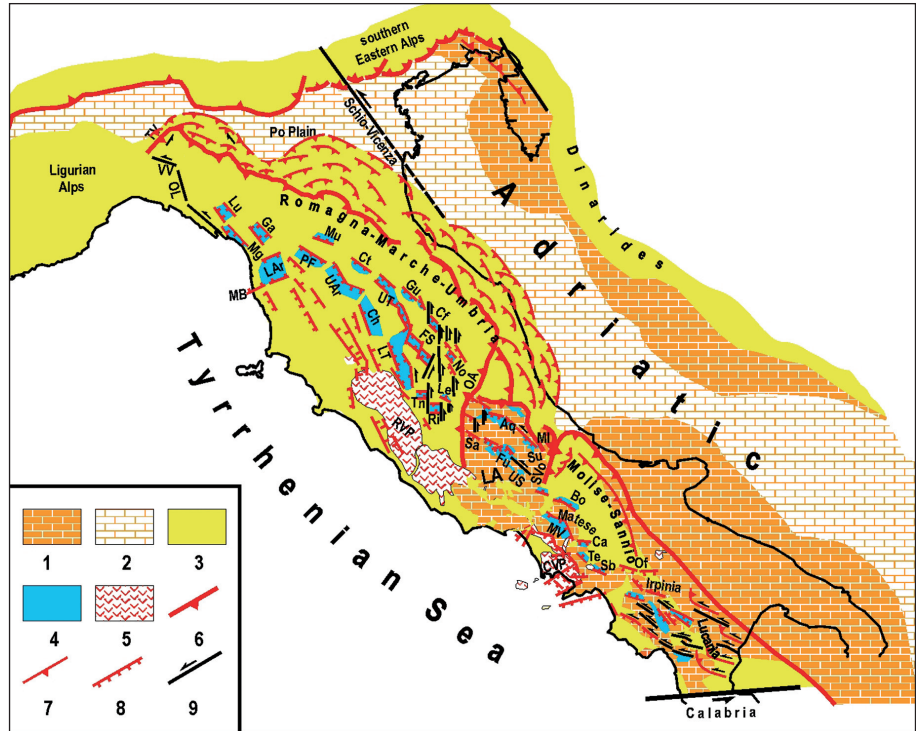 southern
Eastern Alps
Schio-Vicenza
Po Plain
Ligurian
Alps
Dinarides
Adriatic
VV
OL
Lu
Ga
Mg
Romagna-Marche-Umbria
Mu
LAr
PF
Ct
MB
UAr
UT
Gu
Ch
Cf
LT
FS
No
OA
Le
Tn
Ri
RVP
Aq
Sa
MI
Su
Fu
LA
US
SVo
Molise-Sannio
Bo
Matese
MV
Ca
Te
Of
CVP
Sb
Irpinia
Lucania
Calabria
Tyrrhenian Sea
1
2
3
4
5
6
7
8
9